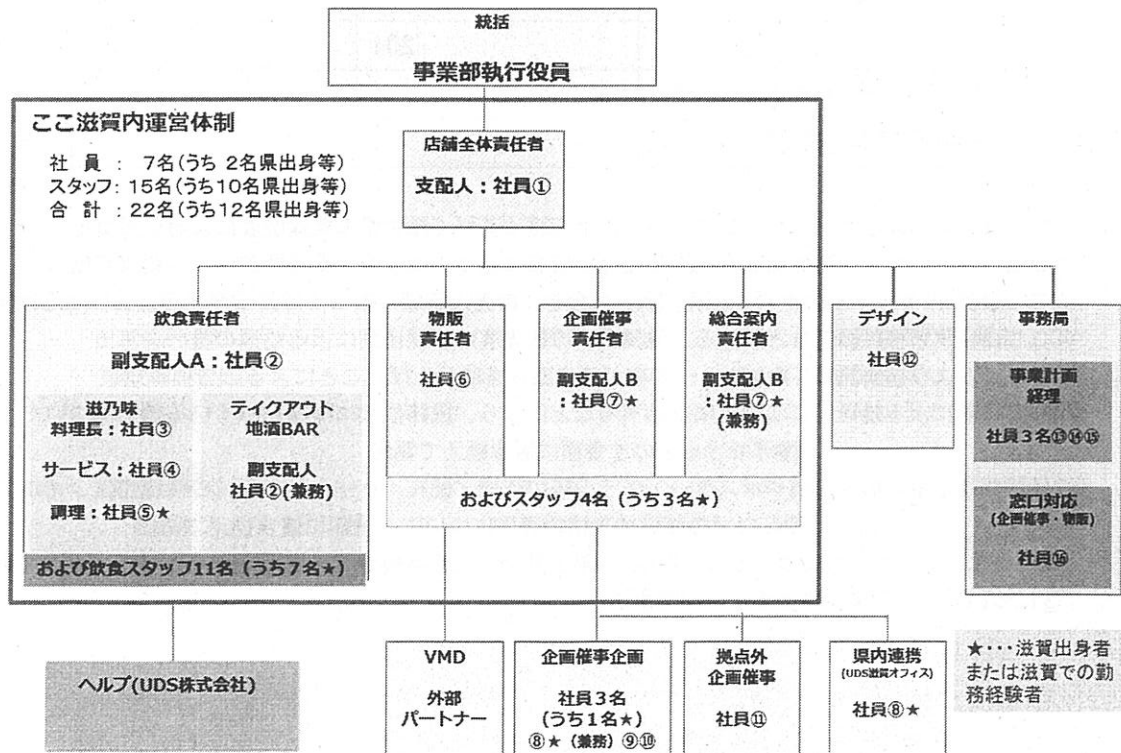 統括
事業部執行役員
ここ滋賀内運営体制
社 員 : 7名(うち 2名県出身等)
スタッフ: 15名(うち10名県出身等)
合 計 : 22名(うち12名県出身等)
店舗全体責任者
支配人:社員①
飲食責任者
副支配人A:社員②
滋乃味
料理長:社員③
サービス:社員④
調理:社員⑤★
テイクアウト
地酒BAR
副支配人
社員②(兼務)
および飲食スタッフ11名(うち7名★)
物販
責任者
社員⑥
企画催事
責任者
副支配人B
:社員⑦★
総合案内
責任者
副支配人B
:社員⑦★
(兼務)
およびスタッフ4名(うち3名★)
デザイン
社員⑫
事務局
事業計画
経理
社員3名⑬⑭⑮
窓口対応
(企画催事・物販)
社員⑯
ヘルプ(UDS株式会社)
VMD
外部
パートナー
企画催事企画
社員3名
(うち1名★)
⑧★(兼務)⑨⑩
拠点外
企画催事
社員⑪
県内連携
(UDS滋賀オフィス)
社員⑧★
★・・・滋賀出身者
または滋賀での勤
務経験者